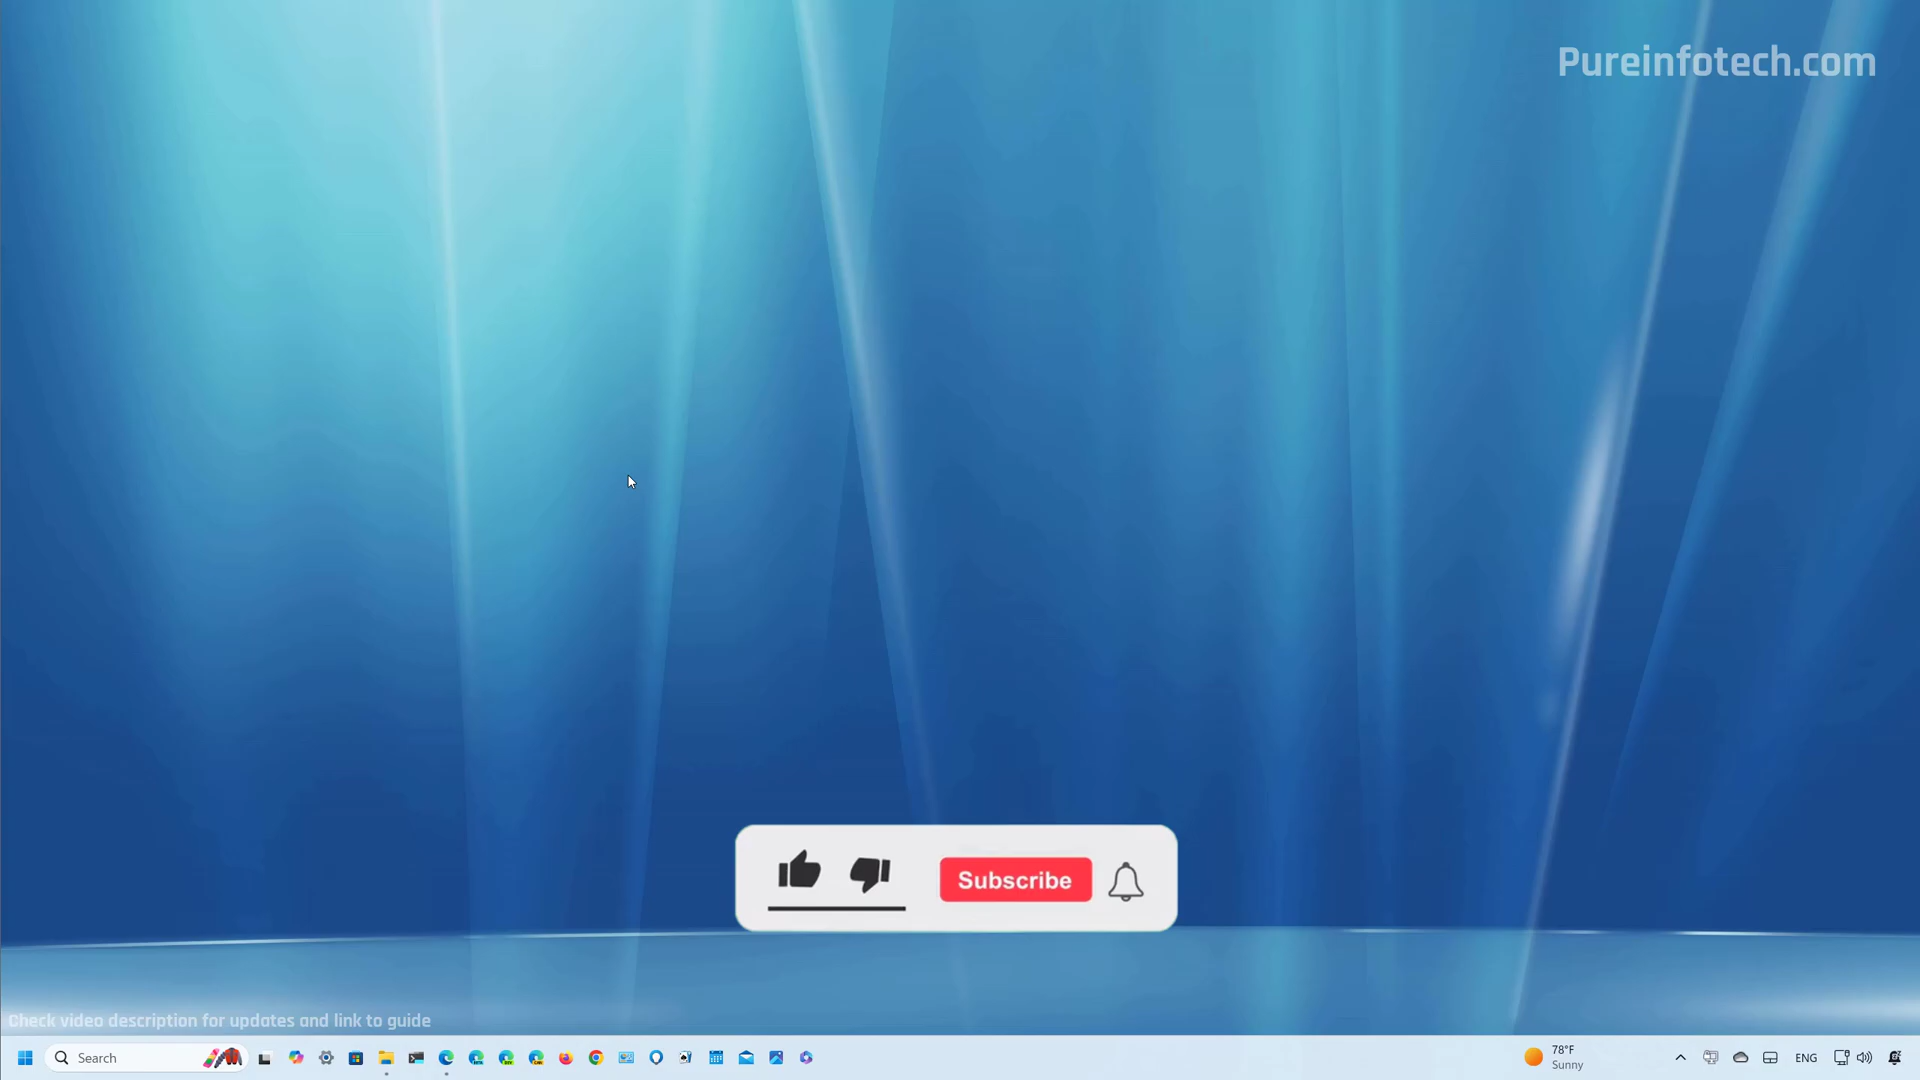 Pureinfotech.com
Subscribe
Check video description for updates and link to guide
Search
78°F
Sunny
ENG